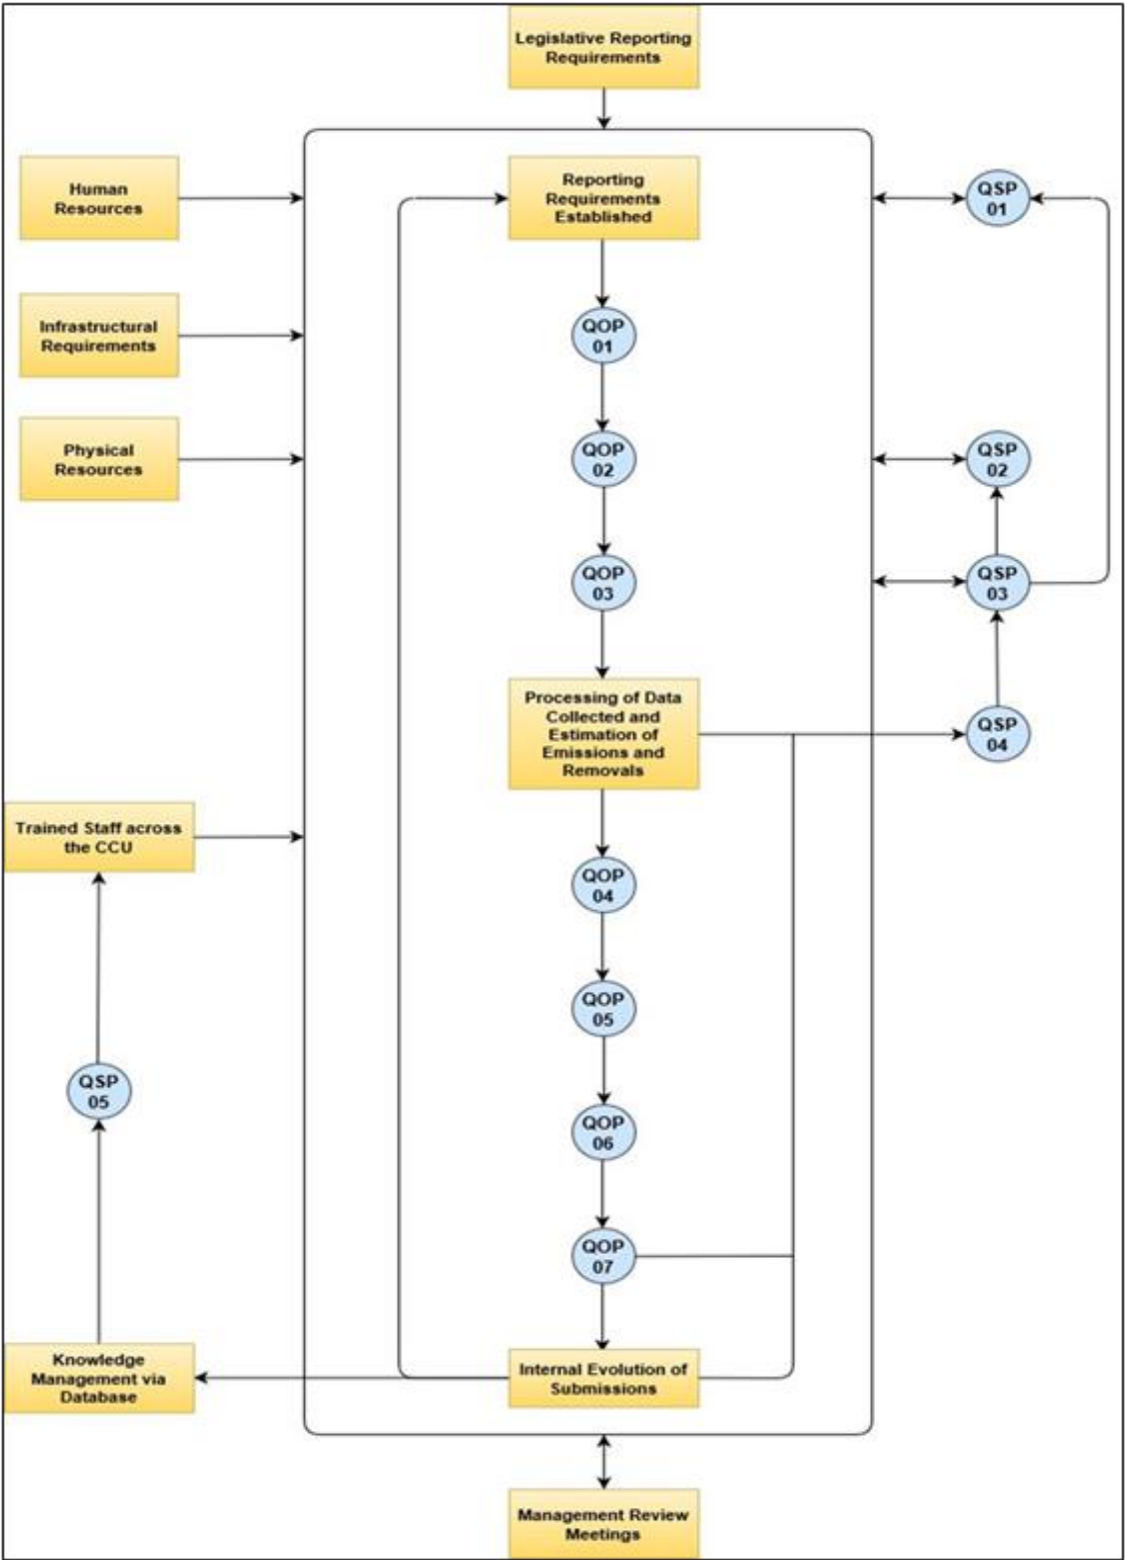 Legislative Reporting
Requirements
Human
Resources
Reporting
Requirements
Established
QSP
01
Infrastructural
Requirements
QOP
01
Physical
Resources
QOP
02
QSP
02
QOP
03
QSP
03
Processing of Data
Collected and
Estimation of
Emissions and
Removals
QSP
04
Trained Staff across
the CCU
QOP
04
QOP
05
QSP
05
QOP
06
QOP
07
Knowledge
Management via
Database
Internal Evolution of
Submissions
Management Review
Meetings